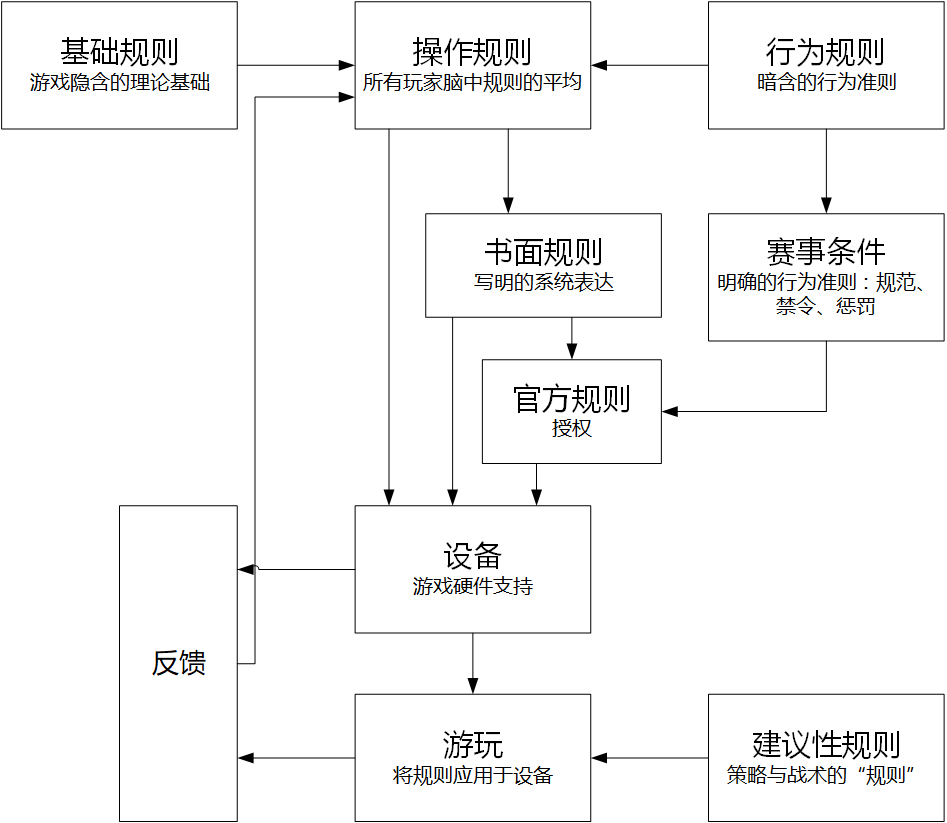 基础规则
游戏隐含的理论基础
操作规则
所有玩家脑中规则的平均
行为规则
暗含的行为准则
书面规则
写明的系统表达
赛事条件
明确的行为准则：规范、
禁令、惩罚
官方规则
授权
设备
游戏硬件支持
反馈
游玩
将规则应用于设备
建议性规则
策略与战术的“规则”